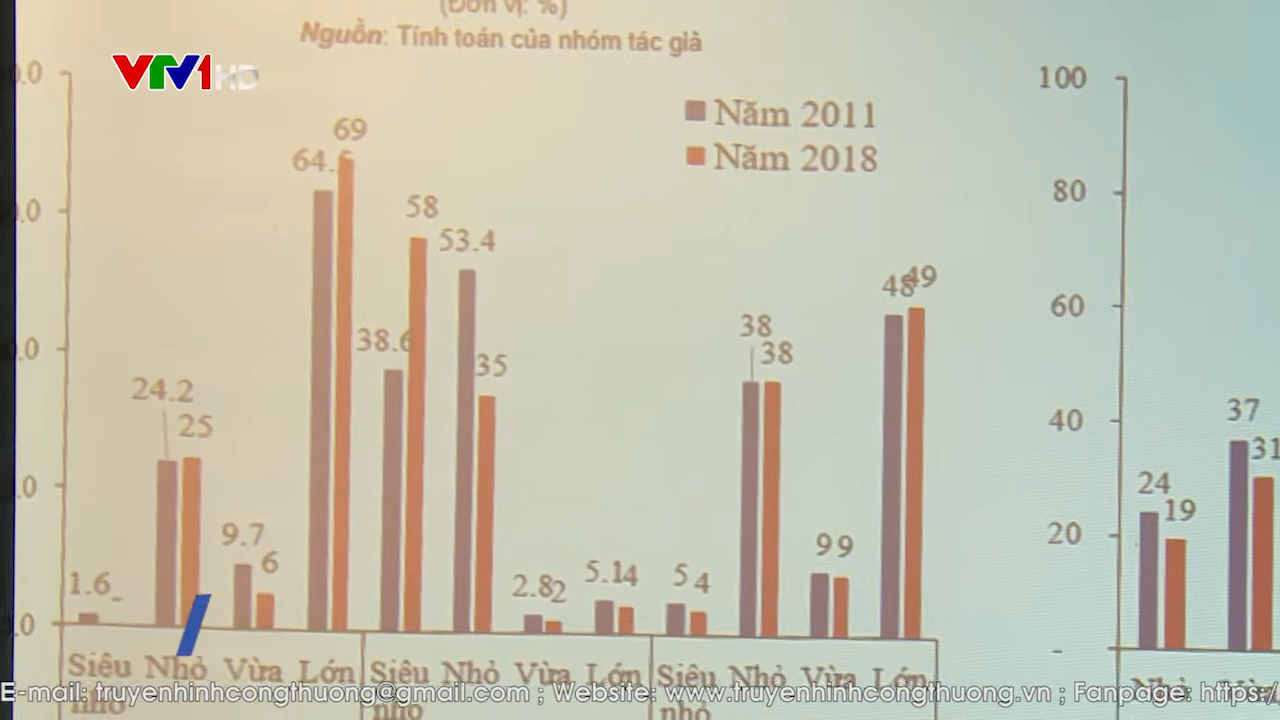 (Đơn vị: %)
Nguồn: Tính toán của nhóm tác giả
VTV1 HD
Năm 2011
Năm 2018
100
80
60
40
20
-
1.6 -
24.2 25
9.7 6
69
38.6 58
53.4 35
2.8 2
5.1 4
5 4
38 38
9 9
48 49
24 19
37 31
Siêu nhỏ Nhỏ Vừa Lớn Siêu nhỏ Nhỏ Vừa Lớn Siêu nhỏ Nhỏ Vừa Lớn
E-mail: truyenhinhcongthuong@gmail.com ; Website: www.truyenhinhcongthuong.vn ; Fanpage: https:/